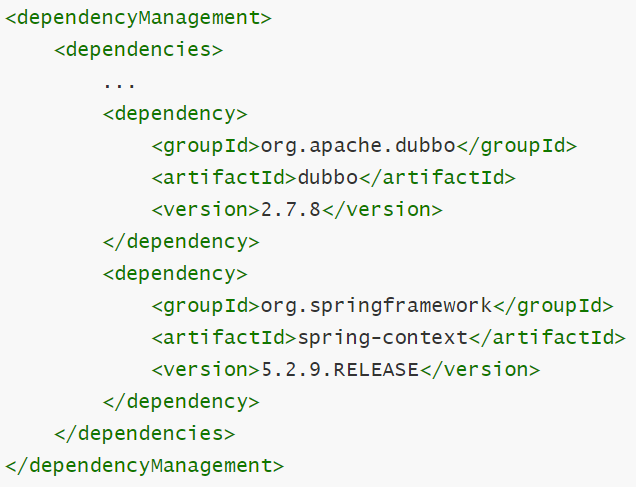 <dependencyManagement>
    <dependencies>
        ...
        <dependency>
            <groupId>org.apache.dubbo</groupId>
            <artifactId>dubbo</artifactId>
            <version>2.7.8</version>
        </dependency>
        <dependency>
            <groupId>org.springframework</groupId>
            <artifactId>spring-context</artifactId>
            <version>5.2.9.RELEASE</version>
        </dependency>
    </dependencies>
</dependencyManagement>